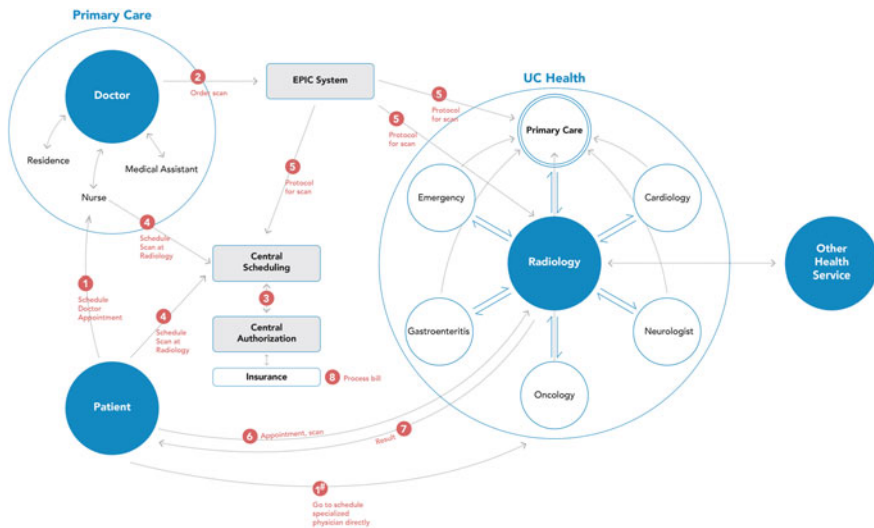 Primary Care
UC Health
Doctor
2
Order scan
EPIC System
5
Protocol
for scan
5
Protocol
for scan
5
Protocol
for scan
Primary Care
Residence
Medical Assistant
Nurse
Emergency
Cardiology
4
Schedule
Scan at
Radiology
Central
Scheduling
Radiology
Other
Health
Service
1
Schedule
Doctor
Appointment
3
4
Schedule
Scan at
Radiology
Central
Authorization
Gastroenteritis
Neurologist
Insurance
8
Process bill
Oncology
Patient
6
Appointment, scan
7
Result
Go to schedule
specialized
physician directly